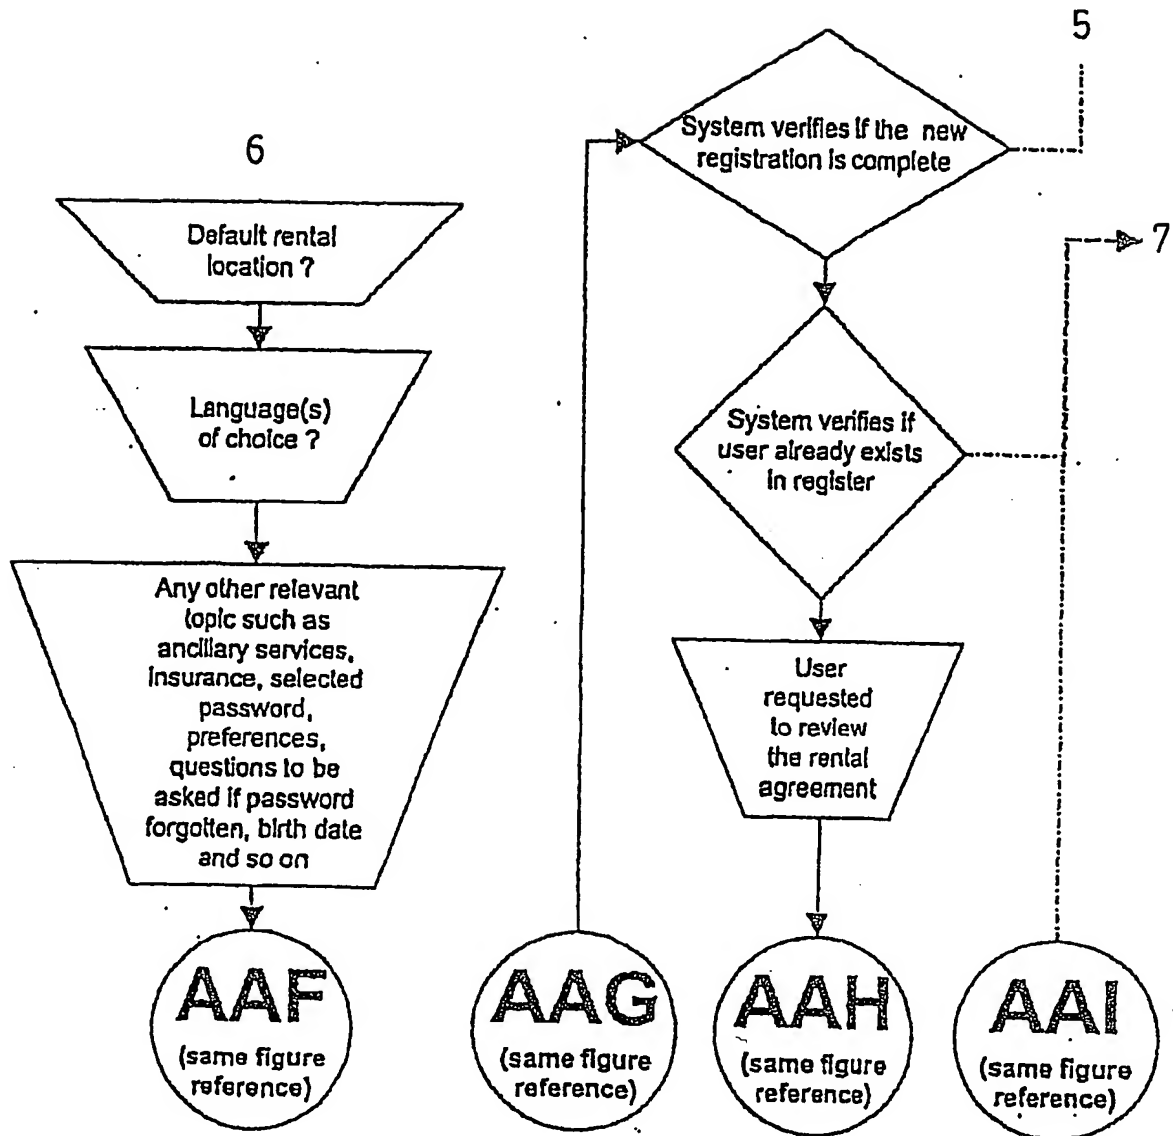 6
Default rental
location ?
Language(s)
of choice ?
Any other relevant
topic such as
ancillary services,
insurance, selected
password,
preferences,
questions to be
asked if password
forgotten, birth date
and so on
AAF
(same figure
reference)
5
System verifies if the new
registration is complete
7
System verifies if
user already exists
in register
User
requested
to review
the rental
agreement
AAG
(same figure
reference)
AAH
(same figure
reference)
AAI
(same figure
reference)